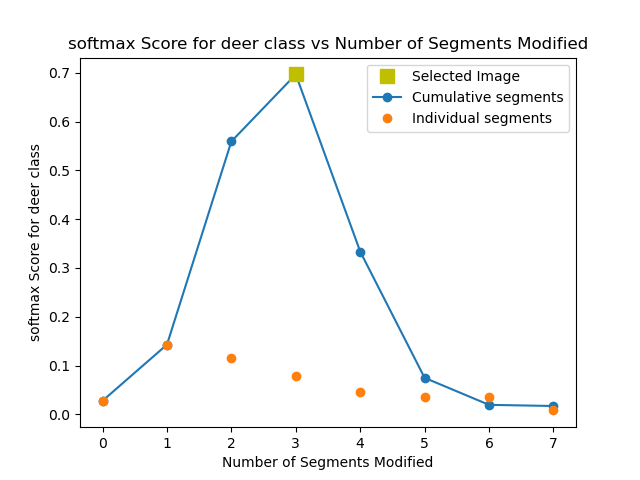 softmax Score for deer class vs Number of Segments Modified
Selected Image
Cumulative segments
Individual segments
softmax Score for deer class
0.7
0.6
0.5
0.4
0.3
0.2
0.1
0.0
0 1 2 3 4 5 6 7
Number of Segments Modified